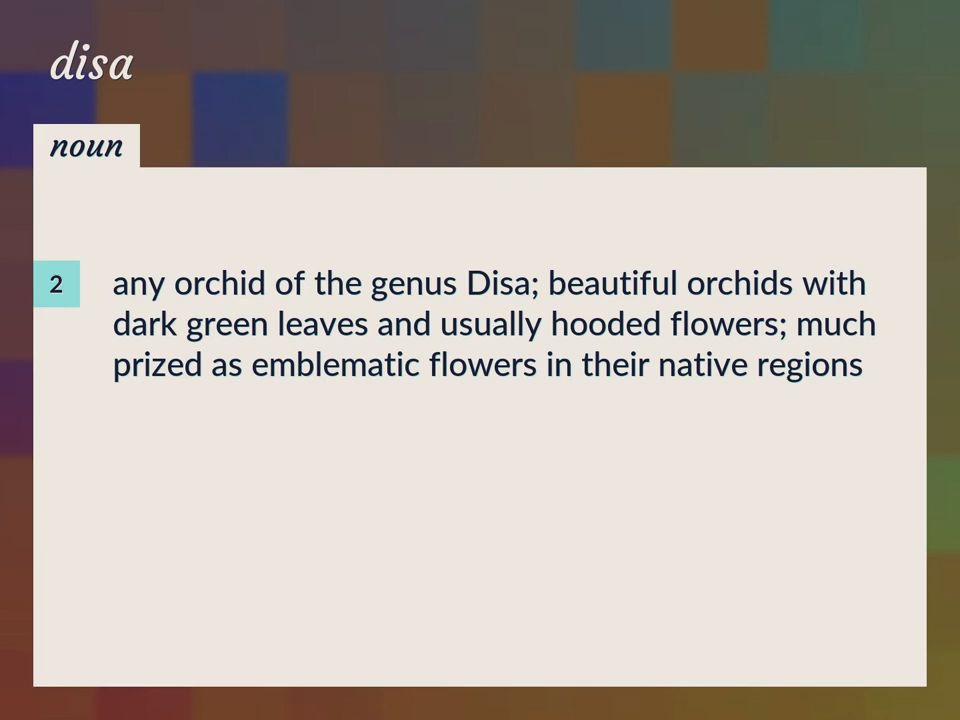 disa
noun
2
any orchid of the genus Disa; beautiful orchids with
dark green leaves and usually hooded flowers; much
prized as emblematic flowers in their native regions